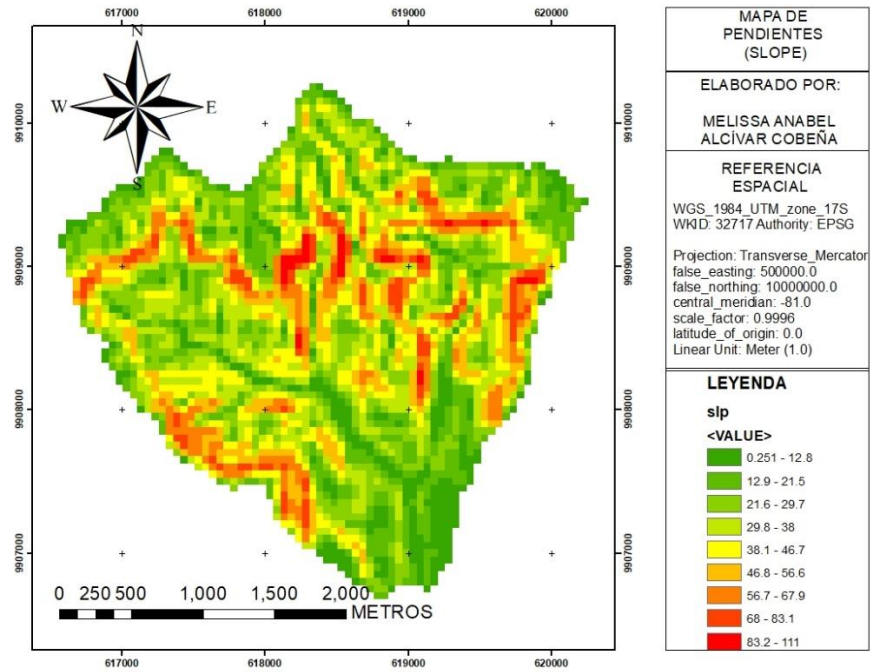 617000 618000 619000 620000
N
W E
S
9910000 9910000
9909000 9909000
9908000 9908000
9907000 9907000
0 250 500 1,000 1,500 2,000
METROS
617000 618000 619000 620000
MAPA DE
PENDIENTES
(SLOPE)
ELABORADO POR:
MELISSA ANABEL
ALCÍVAR COBEÑA
REFERENCIA
ESPACIAL
WGS_1984_UTM_zone_17S
WKID: 32717 Authority: EPSG
Projection: Transverse_Mercator
false_easting: 500000.0
false_northing: 10000000.0
central_meridian: -81.0
scale_factor: 0.9996
latitude_of_origin: 0.0
Linear Unit: Meter (1.0)
LEYENDA
slp
<VALUE>
0.251 - 12.8
12.9 - 21.5
21.6 - 29.7
29.8 - 38
38.1 - 46.7
46.8 - 56.6
56.7 - 67.9
68 - 83.1
83.2 - 111